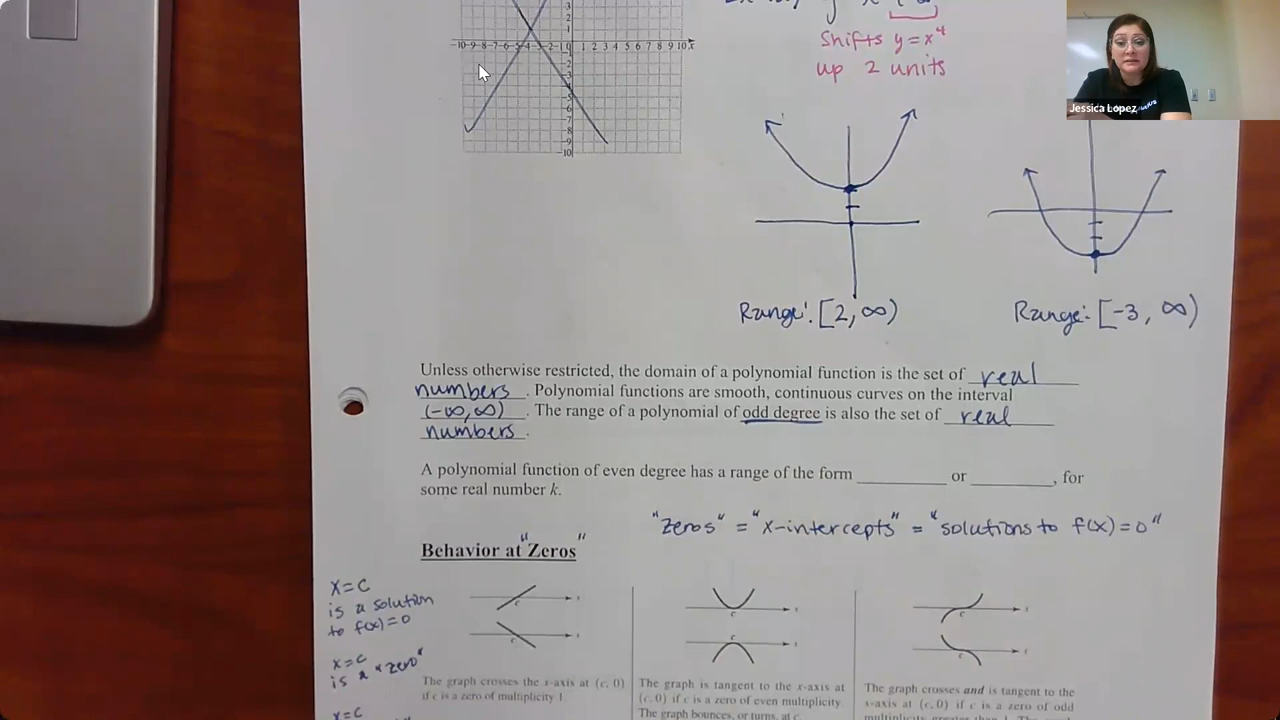 Shifts y=x⁴
up 2 units
Jessica Lopez
Range: [2, ∞)
Range: [-3, ∞)
Unless otherwise restricted, the domain of a polynomial function is the set of real
numbers. Polynomial functions are smooth, continuous curves on the interval
(-∞, ∞). The range of a polynomial of odd degree is also the set of real
numbers.
A polynomial function of even degree has a range of the form ________ or ________, for
some real number k.
"Zeros" = "x-intercepts" = "solutions to f(x)=0"
Behavior at "Zeros"
x=c
is a solution
to f(x)=0
x=c
is a "zero"
x=c
The graph crosses the x-axis at (c, 0)
if c is a zero of multiplicity 1.
The graph is tangent to the x-axis at
(c, 0) if c is a zero of even multiplicity.
The graph bounces, or turns, at c.
The graph crosses and is tangent to the
x-axis at (c, 0) if c is a zero of odd
multiplicity greater than 1. The